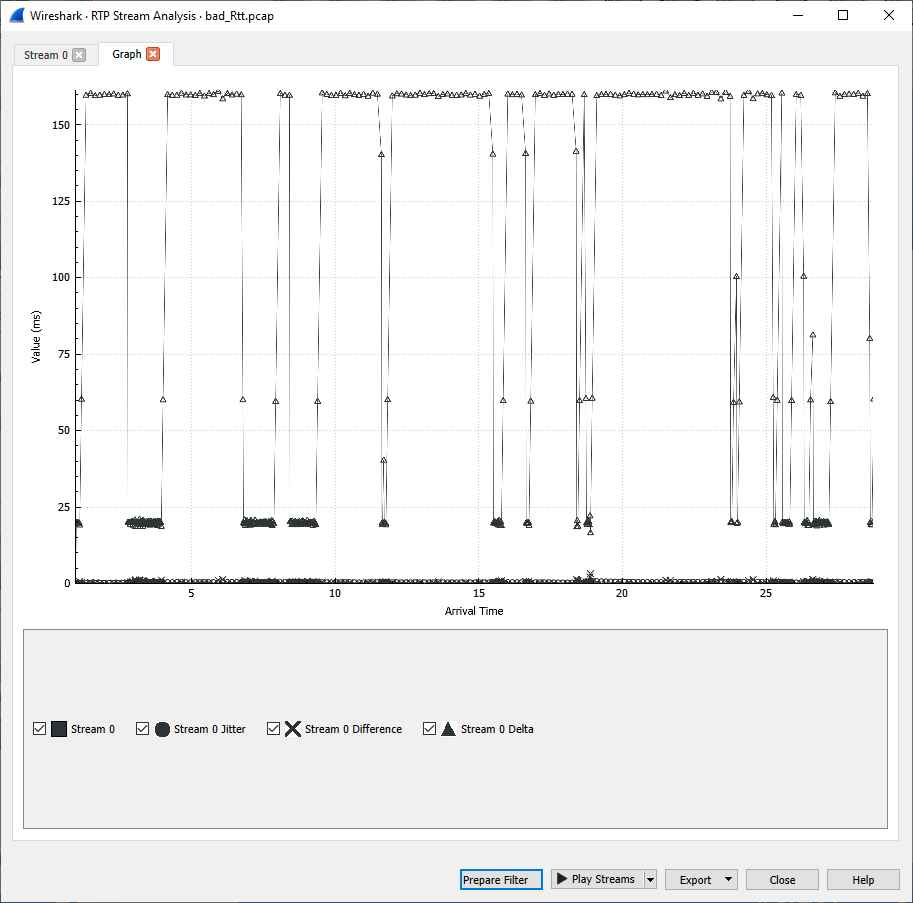 Wireshark · RTP Stream Analysis · bad_Rtt.pcap
Stream 0
Graph
150
125
100
75
50
25
0
Value (ms)
5 10 15 20 25
Arrival Time
Stream 0 Stream 0 Jitter Stream 0 Difference Stream 0 Delta
Prepare Filter Play Streams Export Close Help